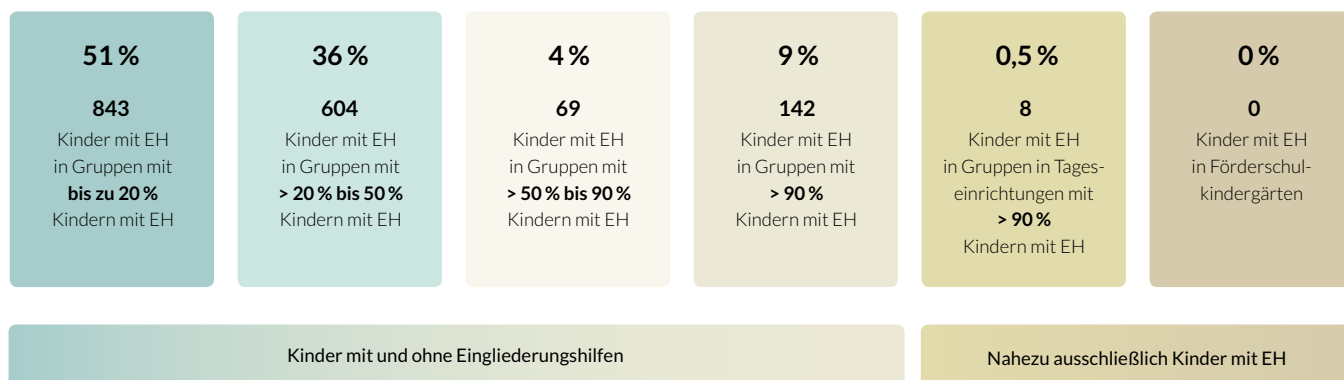 51 %
843
Kinder mit EH
in Gruppen mit
bis zu 20 %
Kindern mit EH
36 %
604
Kinder mit EH
in Gruppen mit
> 20 % bis 50 %
Kindern mit EH
4 %
69
Kinder mit EH
in Gruppen mit
> 50 % bis 90 %
Kindern mit EH
9 %
142
Kinder mit EH
in Gruppen mit
> 90 %
Kindern mit EH
0,5 %
8
Kinder mit EH
in Gruppen in Tages-
einrichtungen mit
> 90 %
Kindern mit EH
0 %
0
Kinder mit EH
in Förderschul-
kindergärten
Kinder mit und ohne Eingliederungshilfen
Nahezu ausschließlich Kinder mit EH